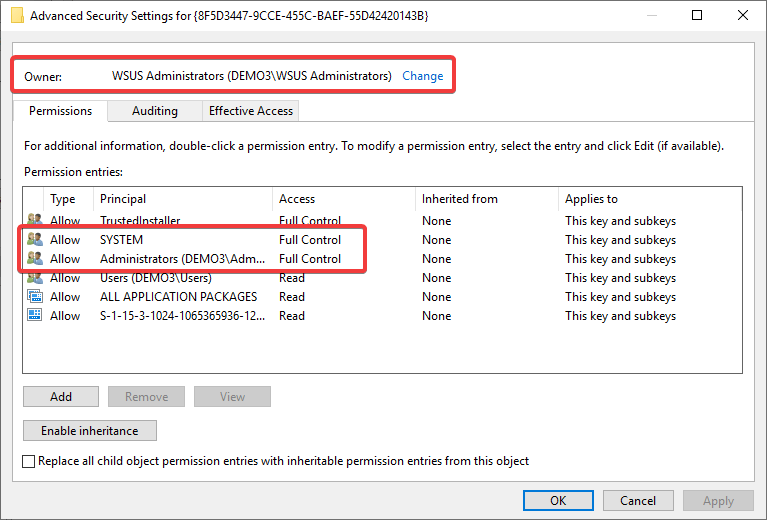 Advanced Security Settings for {8F5D3447-9CCE-455C-BAEF-55D42420143B}
Owner: WSUS Administrators (DEMO3\WSUS Administrators) Change
Permissions Auditing Effective Access
For additional information, double-click a permission entry. To modify a permission entry, select the entry and click Edit (if available).
Permission entries:
Type Principal Access Inherited from Applies to
Allow TrustedInstaller Full Control None This key and subkeys
Allow SYSTEM Full Control None This key and subkeys
Allow Administrators (DEMO3\Adm... Full Control None This key and subkeys
Allow Users (DEMO3\Users) Read None This key and subkeys
Allow ALL APPLICATION PACKAGES Read None This key and subkeys
Allow S-1-15-3-1024-1065365936-12... Read None This key and subkeys
Add Remove View
Enable inheritance
Replace all child object permission entries with inheritable permission entries from this object
OK Cancel Apply